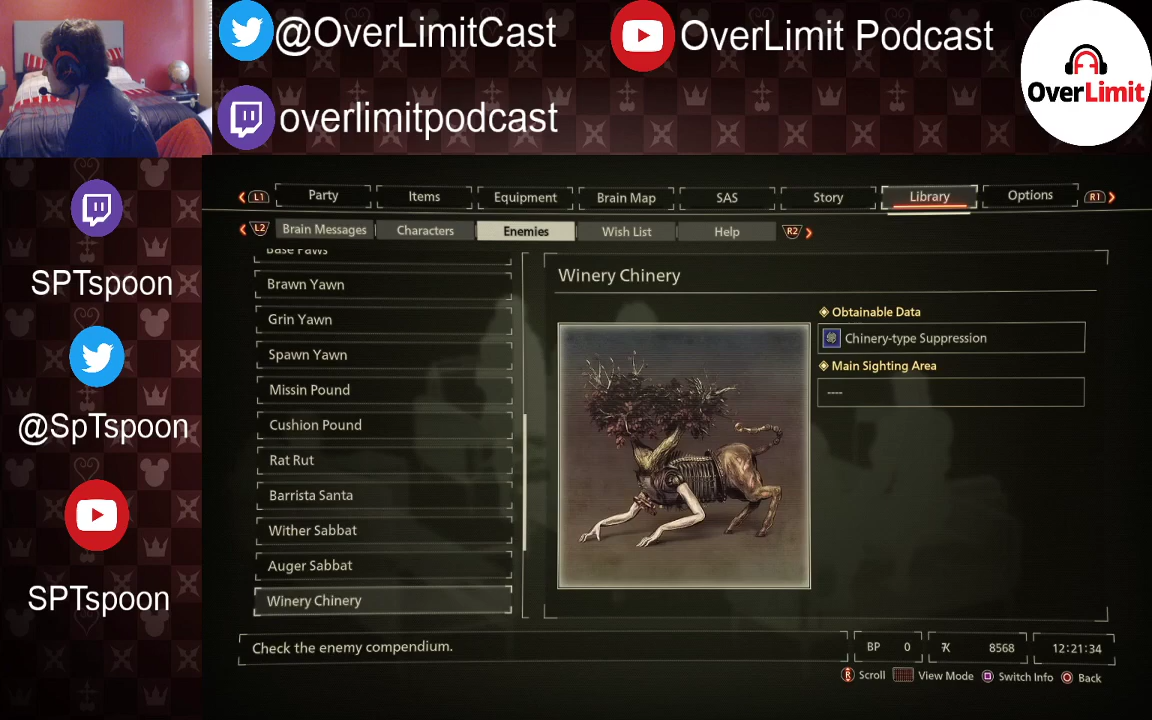 @OverLimitCast
OverLimit Podcast
overlimitpodcast
OverLimit
SPTspoon
@SpTspoon
SPTspoon
L1
Party
Items
Equipment
Brain Map
SAS
Story
Library
Options
R1
L2
Brain Messages
Characters
Enemies
Wish List
Help
R2
Base Paws
Brawn Yawn
Grin Yawn
Spawn Yawn
Missin Pound
Cushion Pound
Rat Rut
Barrista Santa
Wither Sabbat
Auger Sabbat
Winery Chinery
Winery Chinery
Obtainable Data
Chinery-type Suppression
Main Sighting Area
----
Check the enemy compendium.
BP 0
K 8568
12:21:34
R Scroll
View Mode
Switch Info
Back